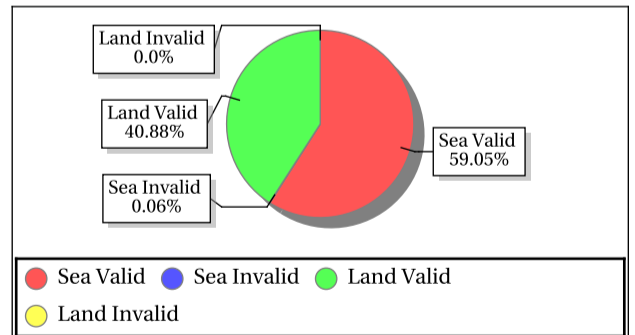 Land Invalid
0.0%
Land Valid
40.88%
Sea Invalid
0.06%
Sea Valid
59.05%
Sea Valid
Sea Invalid
Land Valid
Land Invalid